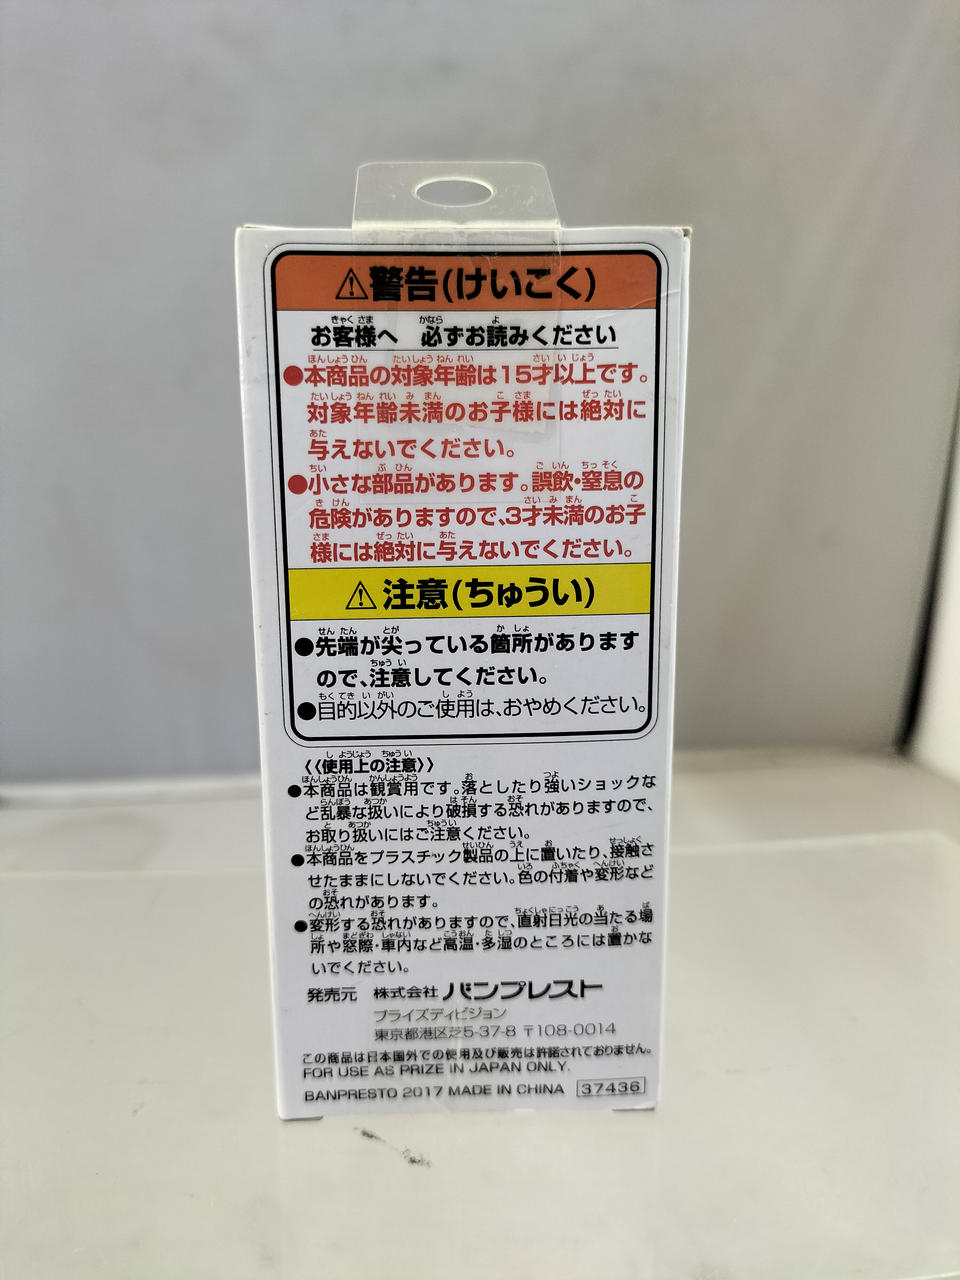 ⚠警告(けいこく)
お客様へ 必ずお読みください
●本商品の対象年齢は15才以上です。
対象年齢未満のお子様には絶対に
与えないでください。
●小さな部品があります。誤飲・窒息の
危険がありますので、3才未満のお子
様には絶対に与えないでください。
⚠注意(ちゅうい)
●先端が尖っている箇所があります
ので、注意してください。
●目的以外のご使用は、おやめください。
《使用上の注意》
●本商品は観賞用です。落としたり強いショックな
ど乱暴な扱いにより破損する恐れがありますので、
お取り扱いにはご注意ください。
●本商品をプラスチック製品の上に置いたり、接触さ
せたままにしないでください。色の付着や変形など
の恐れがあります。
●変形する恐れがありますので、直射日光の当たる場
所や窓際・車内など高温・多湿のところには置かな
いでください。
発売元 株式会社 バンプレスト
プライズディビジョン
東京都港区芝5-37-8 〒108-0014
この商品は日本国外での使用及び販売は許諾されておりません。
FOR USE AS PRIZE IN JAPAN ONLY.
BANPRESTO 2017 MADE IN CHINA 37436